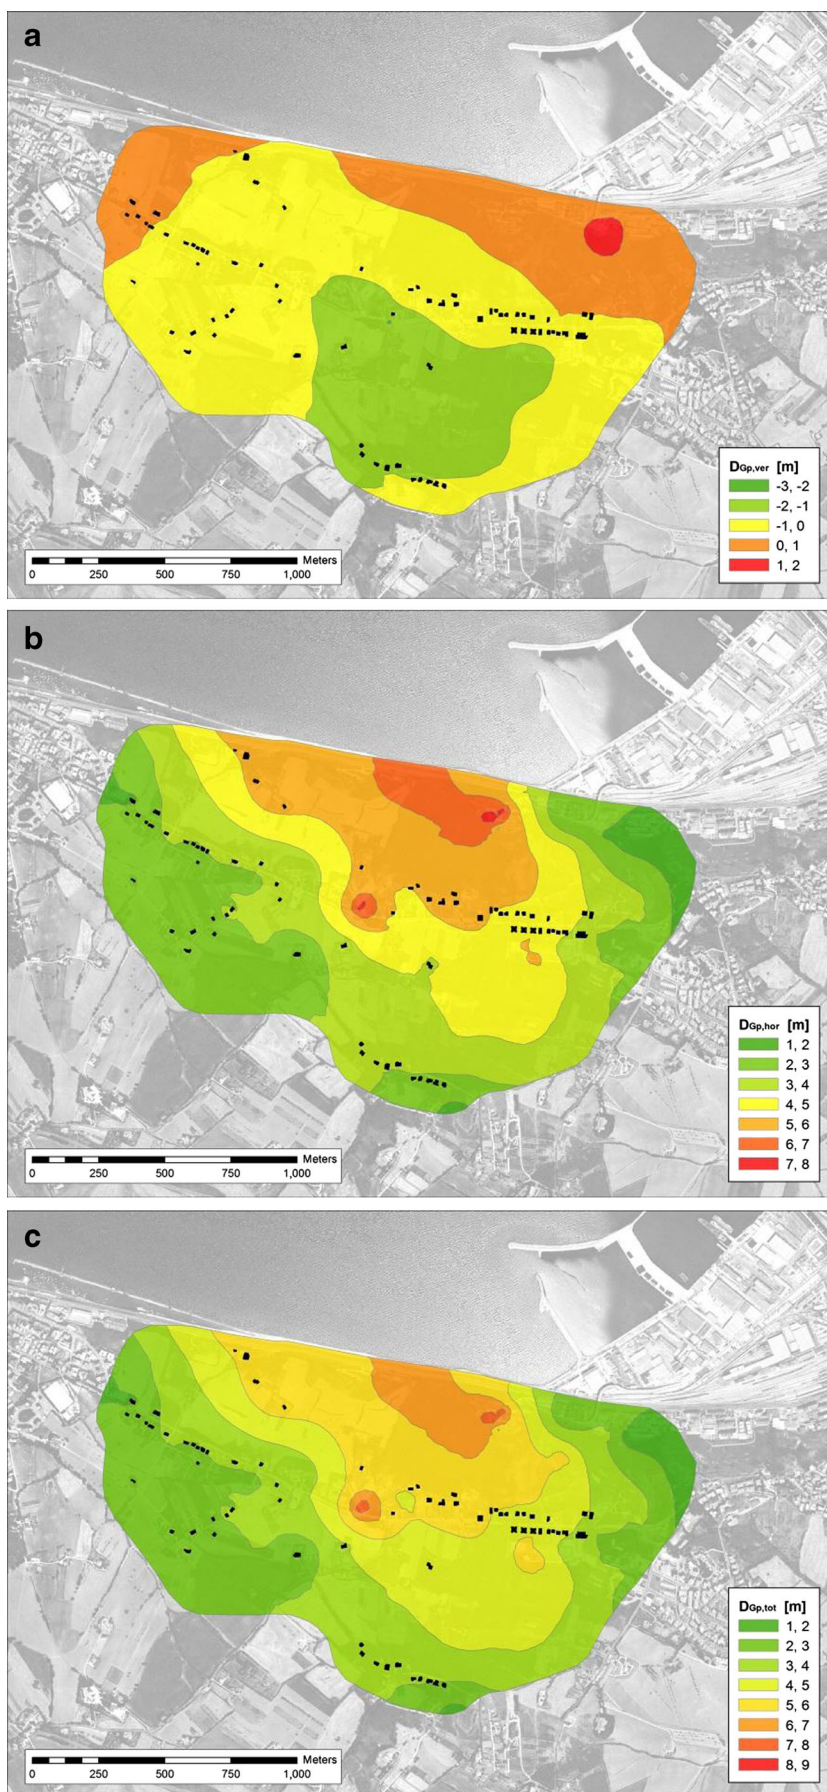 a
DGp,ver [m]
-3, -2
-2, -1
-1, 0
0, 1
1, 2
Meters
0 250 500 750 1,000
b
DGp,hor [m]
1, 2
2, 3
3, 4
4, 5
5, 6
6, 7
7, 8
Meters
0 250 500 750 1,000
c
DGp,tot [m]
1, 2
2, 3
3, 4
4, 5
5, 6
6, 7
7, 8
8, 9
Meters
0 250 500 750 1,000